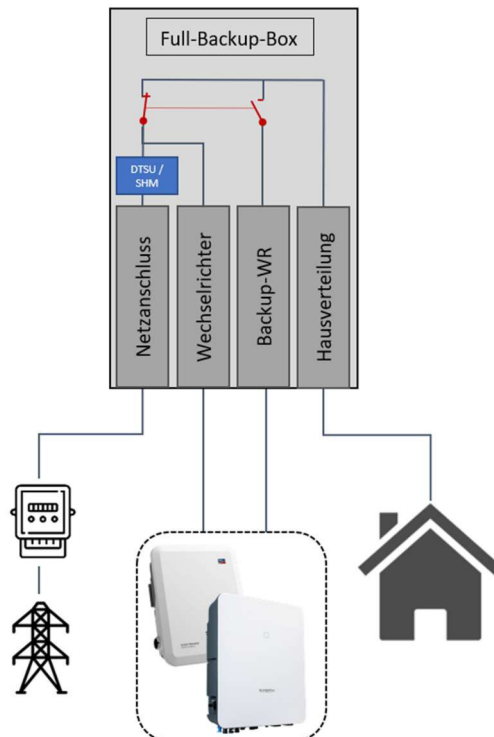 Full-Backup-Box
DTSU /
SHM
Netzanschluss
Wechselrichter
Backup-WR
Hausverteilung